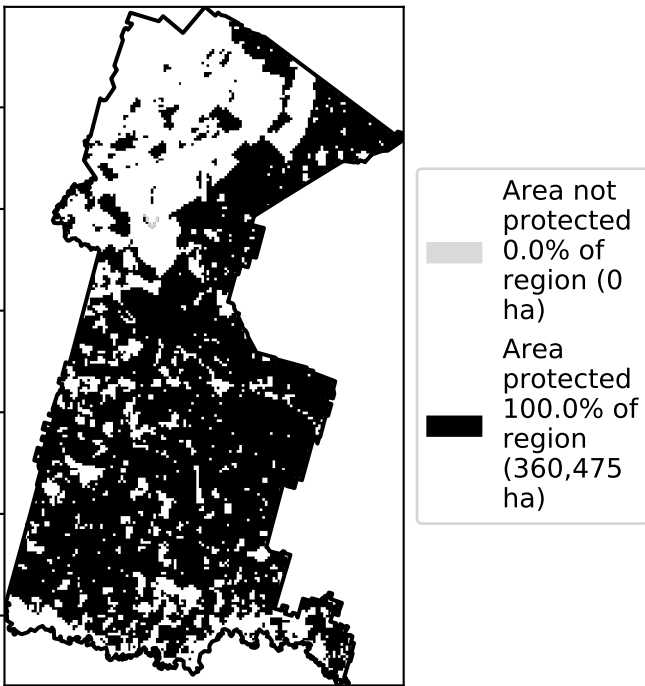 Area not
protected
0.0% of
region (0
ha)
Area
protected
100.0% of
region
(360,475
ha)